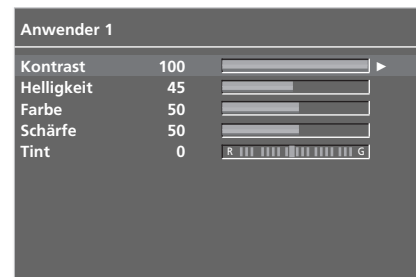 Anwender 1
Kontrast 100
Helligkeit 45
Farbe 50
Schärfe 50
Tint 0 R G